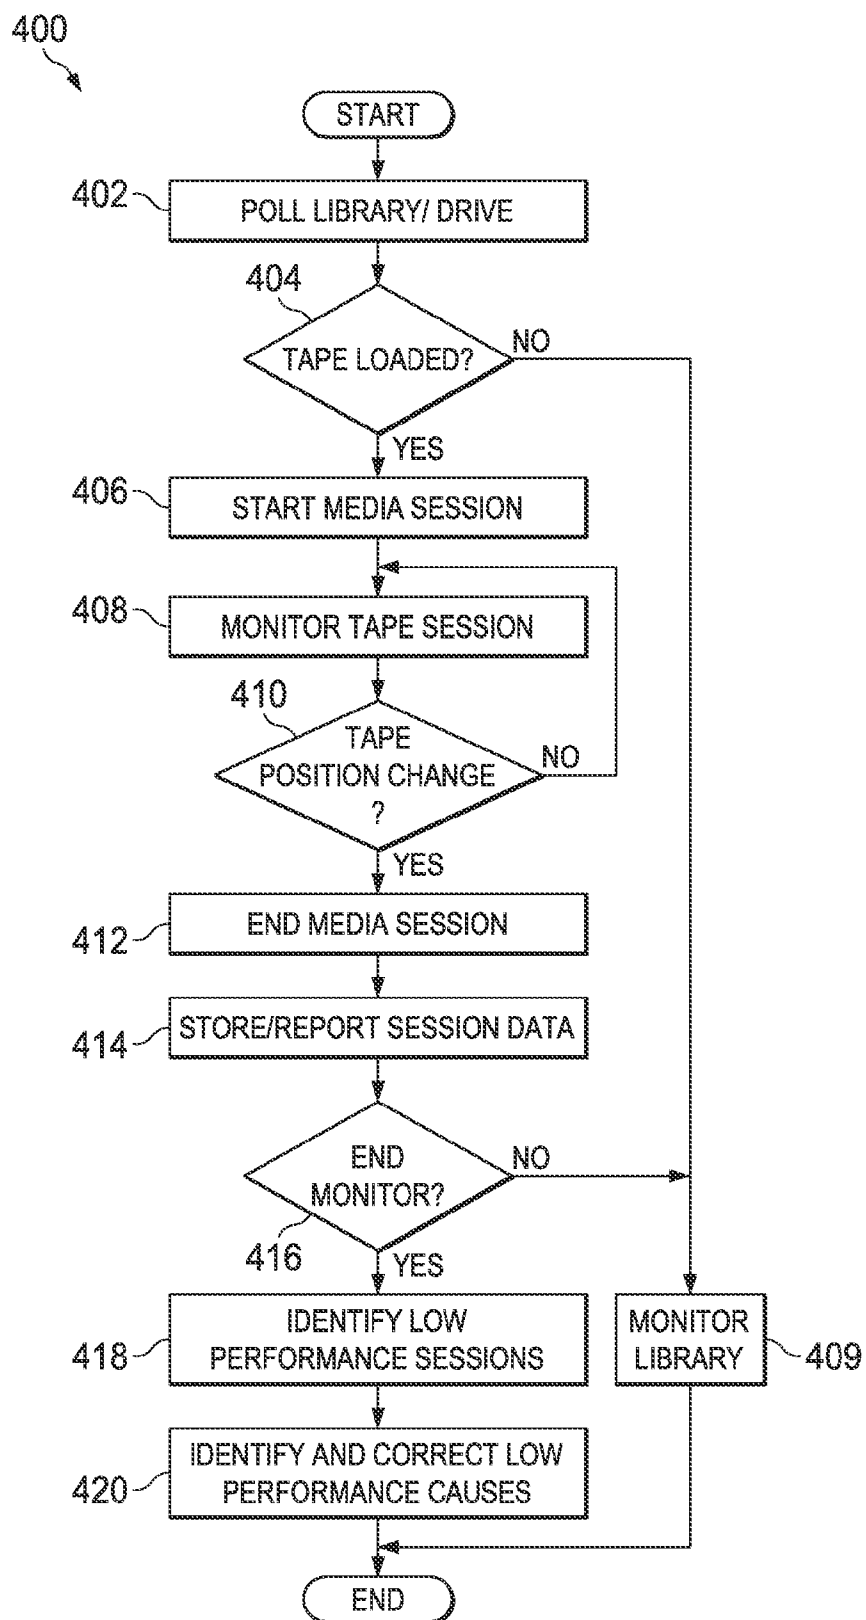 400
START
402
POLL LIBRARY/ DRIVE
404
TAPE LOADED?
NO
YES
406
START MEDIA SESSION
408
MONITOR TAPE SESSION
410
TAPE
POSITION CHANGE
?
NO
YES
412
END MEDIA SESSION
414
STORE/REPORT SESSION DATA
END
MONITOR?
NO
416
YES
418
IDENTIFY LOW
PERFORMANCE SESSIONS
MONITOR
LIBRARY
409
420
IDENTIFY AND CORRECT LOW
PERFORMANCE CAUSES
END